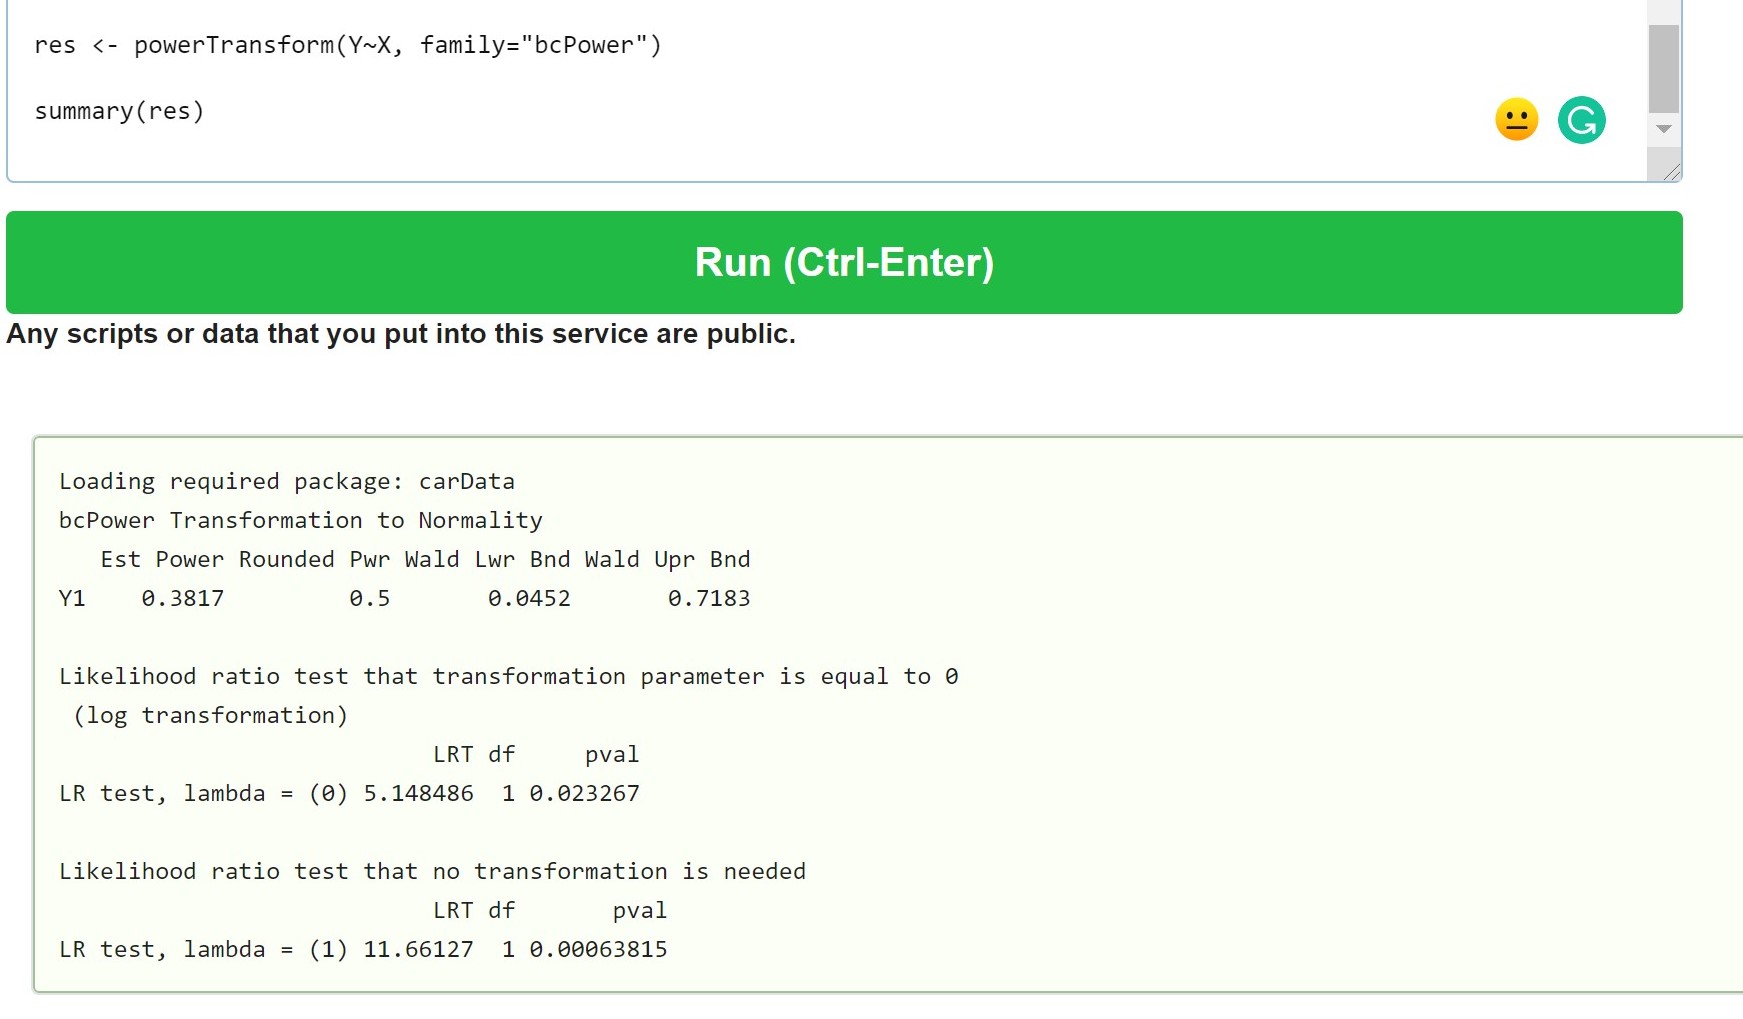 res <- powerTransform(Y~X, family="bcPower")
summary(res)
Run (Ctrl-Enter)
Any scripts or data that you put into this service are public.
Loading required package: carData
bcPower Transformation to Normality
   Est Power Rounded Pwr Wald Lwr Bnd Wald Upr Bnd
Y1    0.3817         0.5       0.0452       0.7183
Likelihood ratio test that transformation parameter is equal to 0
 (log transformation)
                           LRT df     pval
LR test, lambda = (0) 5.148486  1 0.023267
Likelihood ratio test that no transformation is needed
                           LRT df       pval
LR test, lambda = (1) 11.66127  1 0.00063815